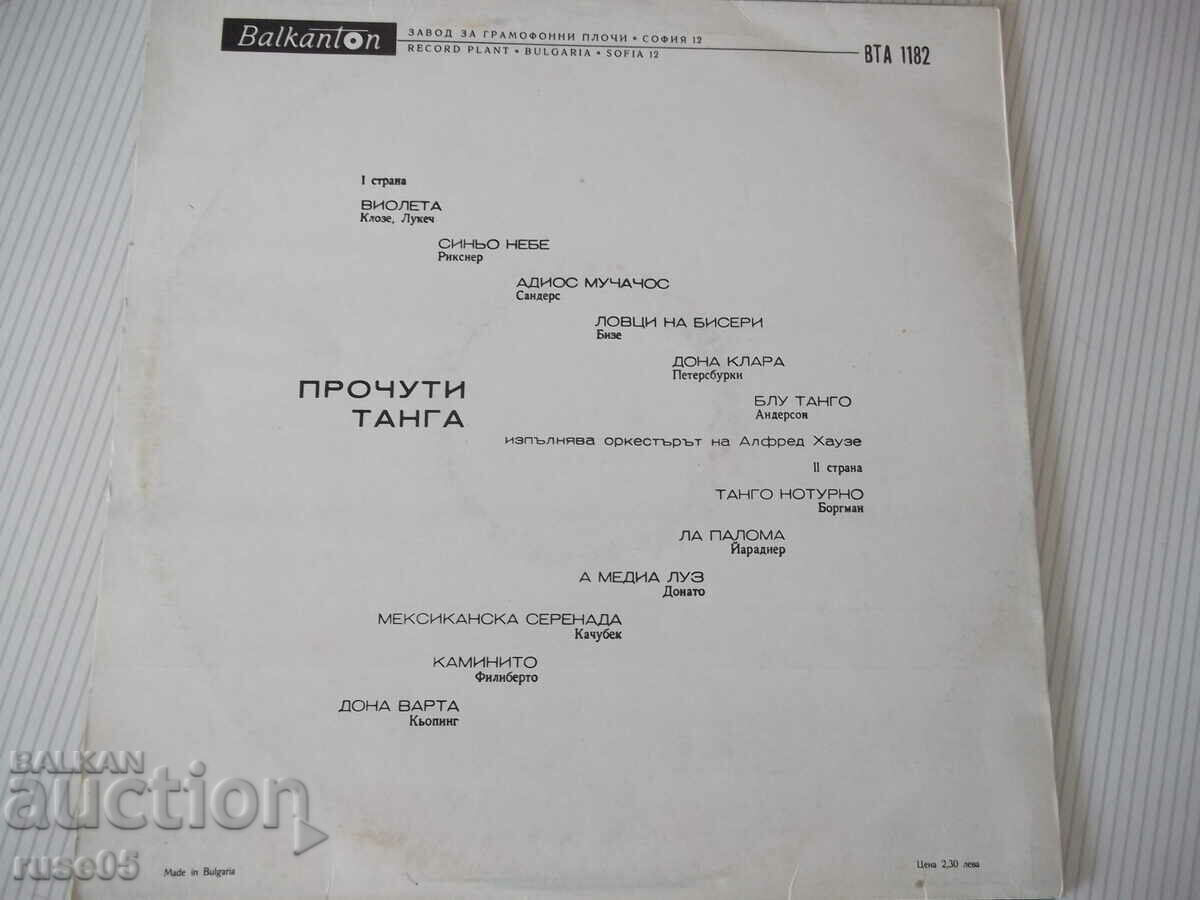 Balkanton
ЗАВОД ЗА ГРАМОФОННИ ПЛОЧИ • СОФИЯ 12
RECORD PLANT • BULGARIA • SOFIA 12
ВТА 1182
I страна
ВИОЛЕТА
Клозе, Лукеч
СИНЬО НЕБЕ
Рикснер
АДИОС МУЧАЧОС
Сандерс
ЛОВЦИ НА БИСЕРИ
Бизе
ДОНА КЛАРА
Петерсбурки
БЛУ ТАНГО
Андерсон
ПРОЧУТИ
ТАНГА
изпълнява оркестърът на Алфред Хаузе
II страна
ТАНГО НОТУРНО
Боргман
ЛА ПАЛОМА
Йарадиер
А МЕДИА ЛУЗ
Донато
МЕКСИКАНСКА СЕРЕНАДА
Качубек
КАМИНИТО
Филиберто
ДОНА ВАРТА
Кьопинг
BALKAN
auction
ruse05
Made in Bulgaria
Цена 2,30 лева